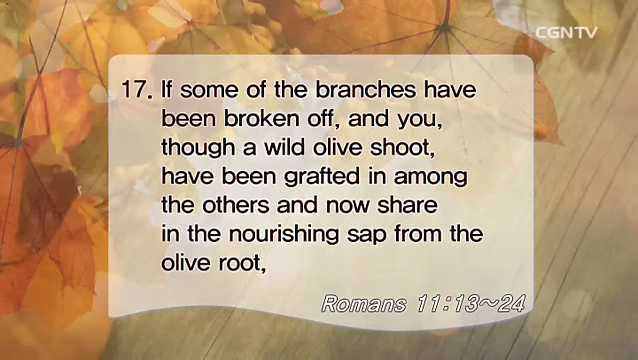 CGNTV
17. If some of the branches have
been broken off, and you,
though a wild olive shoot,
have been grafted in among
the others and now share
in the nourishing sap from the
olive root,
Romans 11:13~24